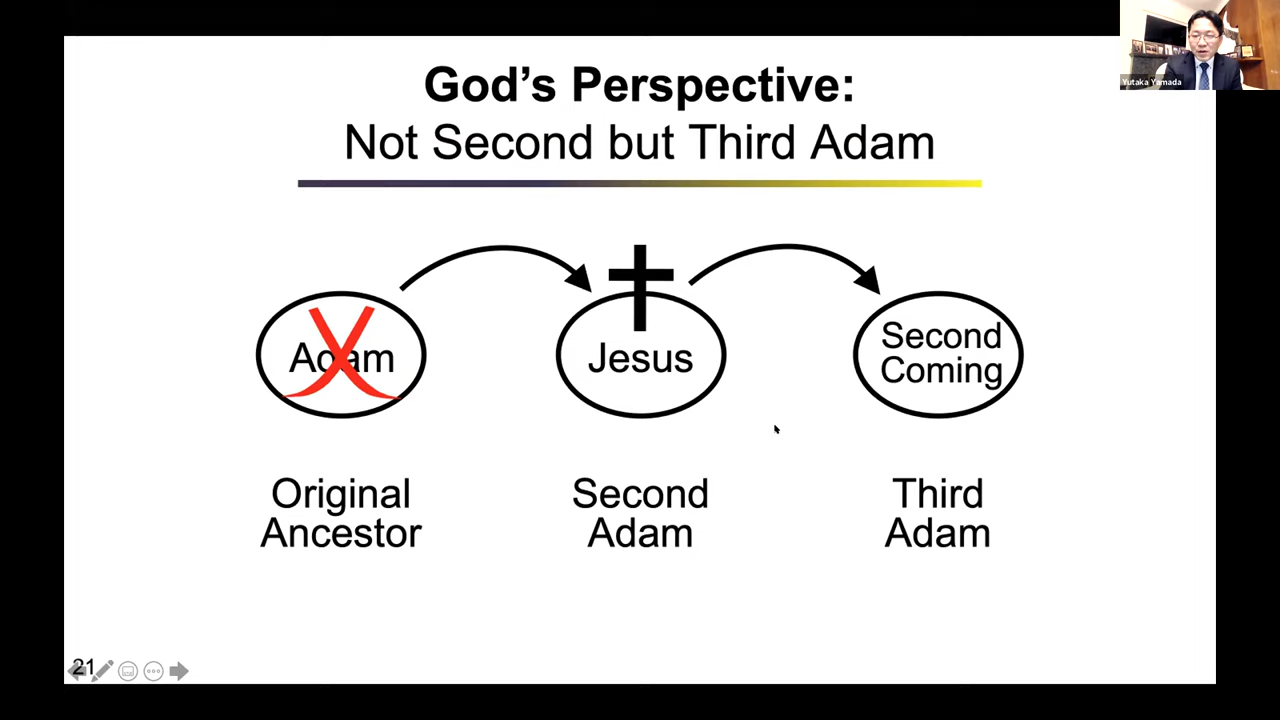 God's Perspective:
Not Second but Third Adam
Yutaka Yamada
Adam
Jesus
Second
Coming
Original
Ancestor
Second
Adam
Third
Adam
21